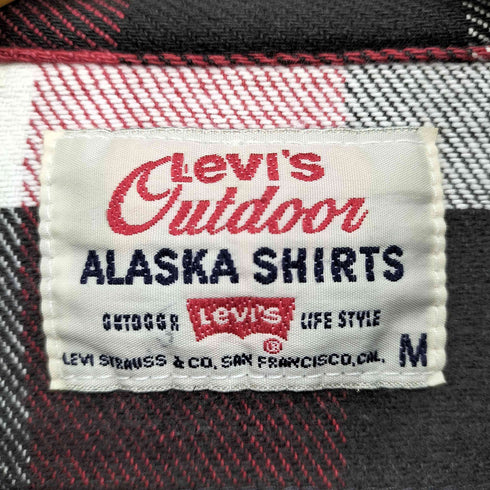 Levi's
Outdoor
ALASKA SHIRTS
OUTDOOR Levi's ® LIFE STYLE
LEVI STRAUSS & CO. SAN FRANCISCO, CAL. M